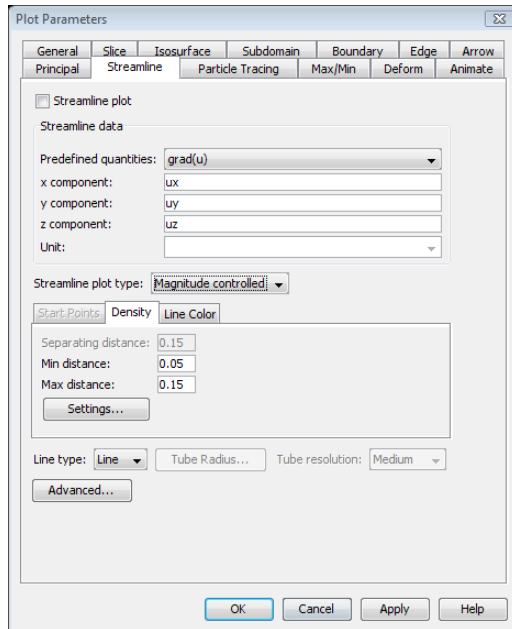 Plot Parameters
General Slice Isosurface Subdomain Boundary Edge Arrow
Principal Streamline Particle Tracing Max/Min Deform Animate
Streamline plot
Streamline data
Predefined quantities: grad(u)
x component: ux
y component: uy
z component: uz
Unit:
Streamline plot type: Magnitude controlled
Start Points Density Line Color
Separating distance: 0.15
Min distance: 0.05
Max distance: 0.15
Settings...
Line type: Line Tube Radius... Tube resolution: Medium
Advanced...
OK Cancel Apply Help